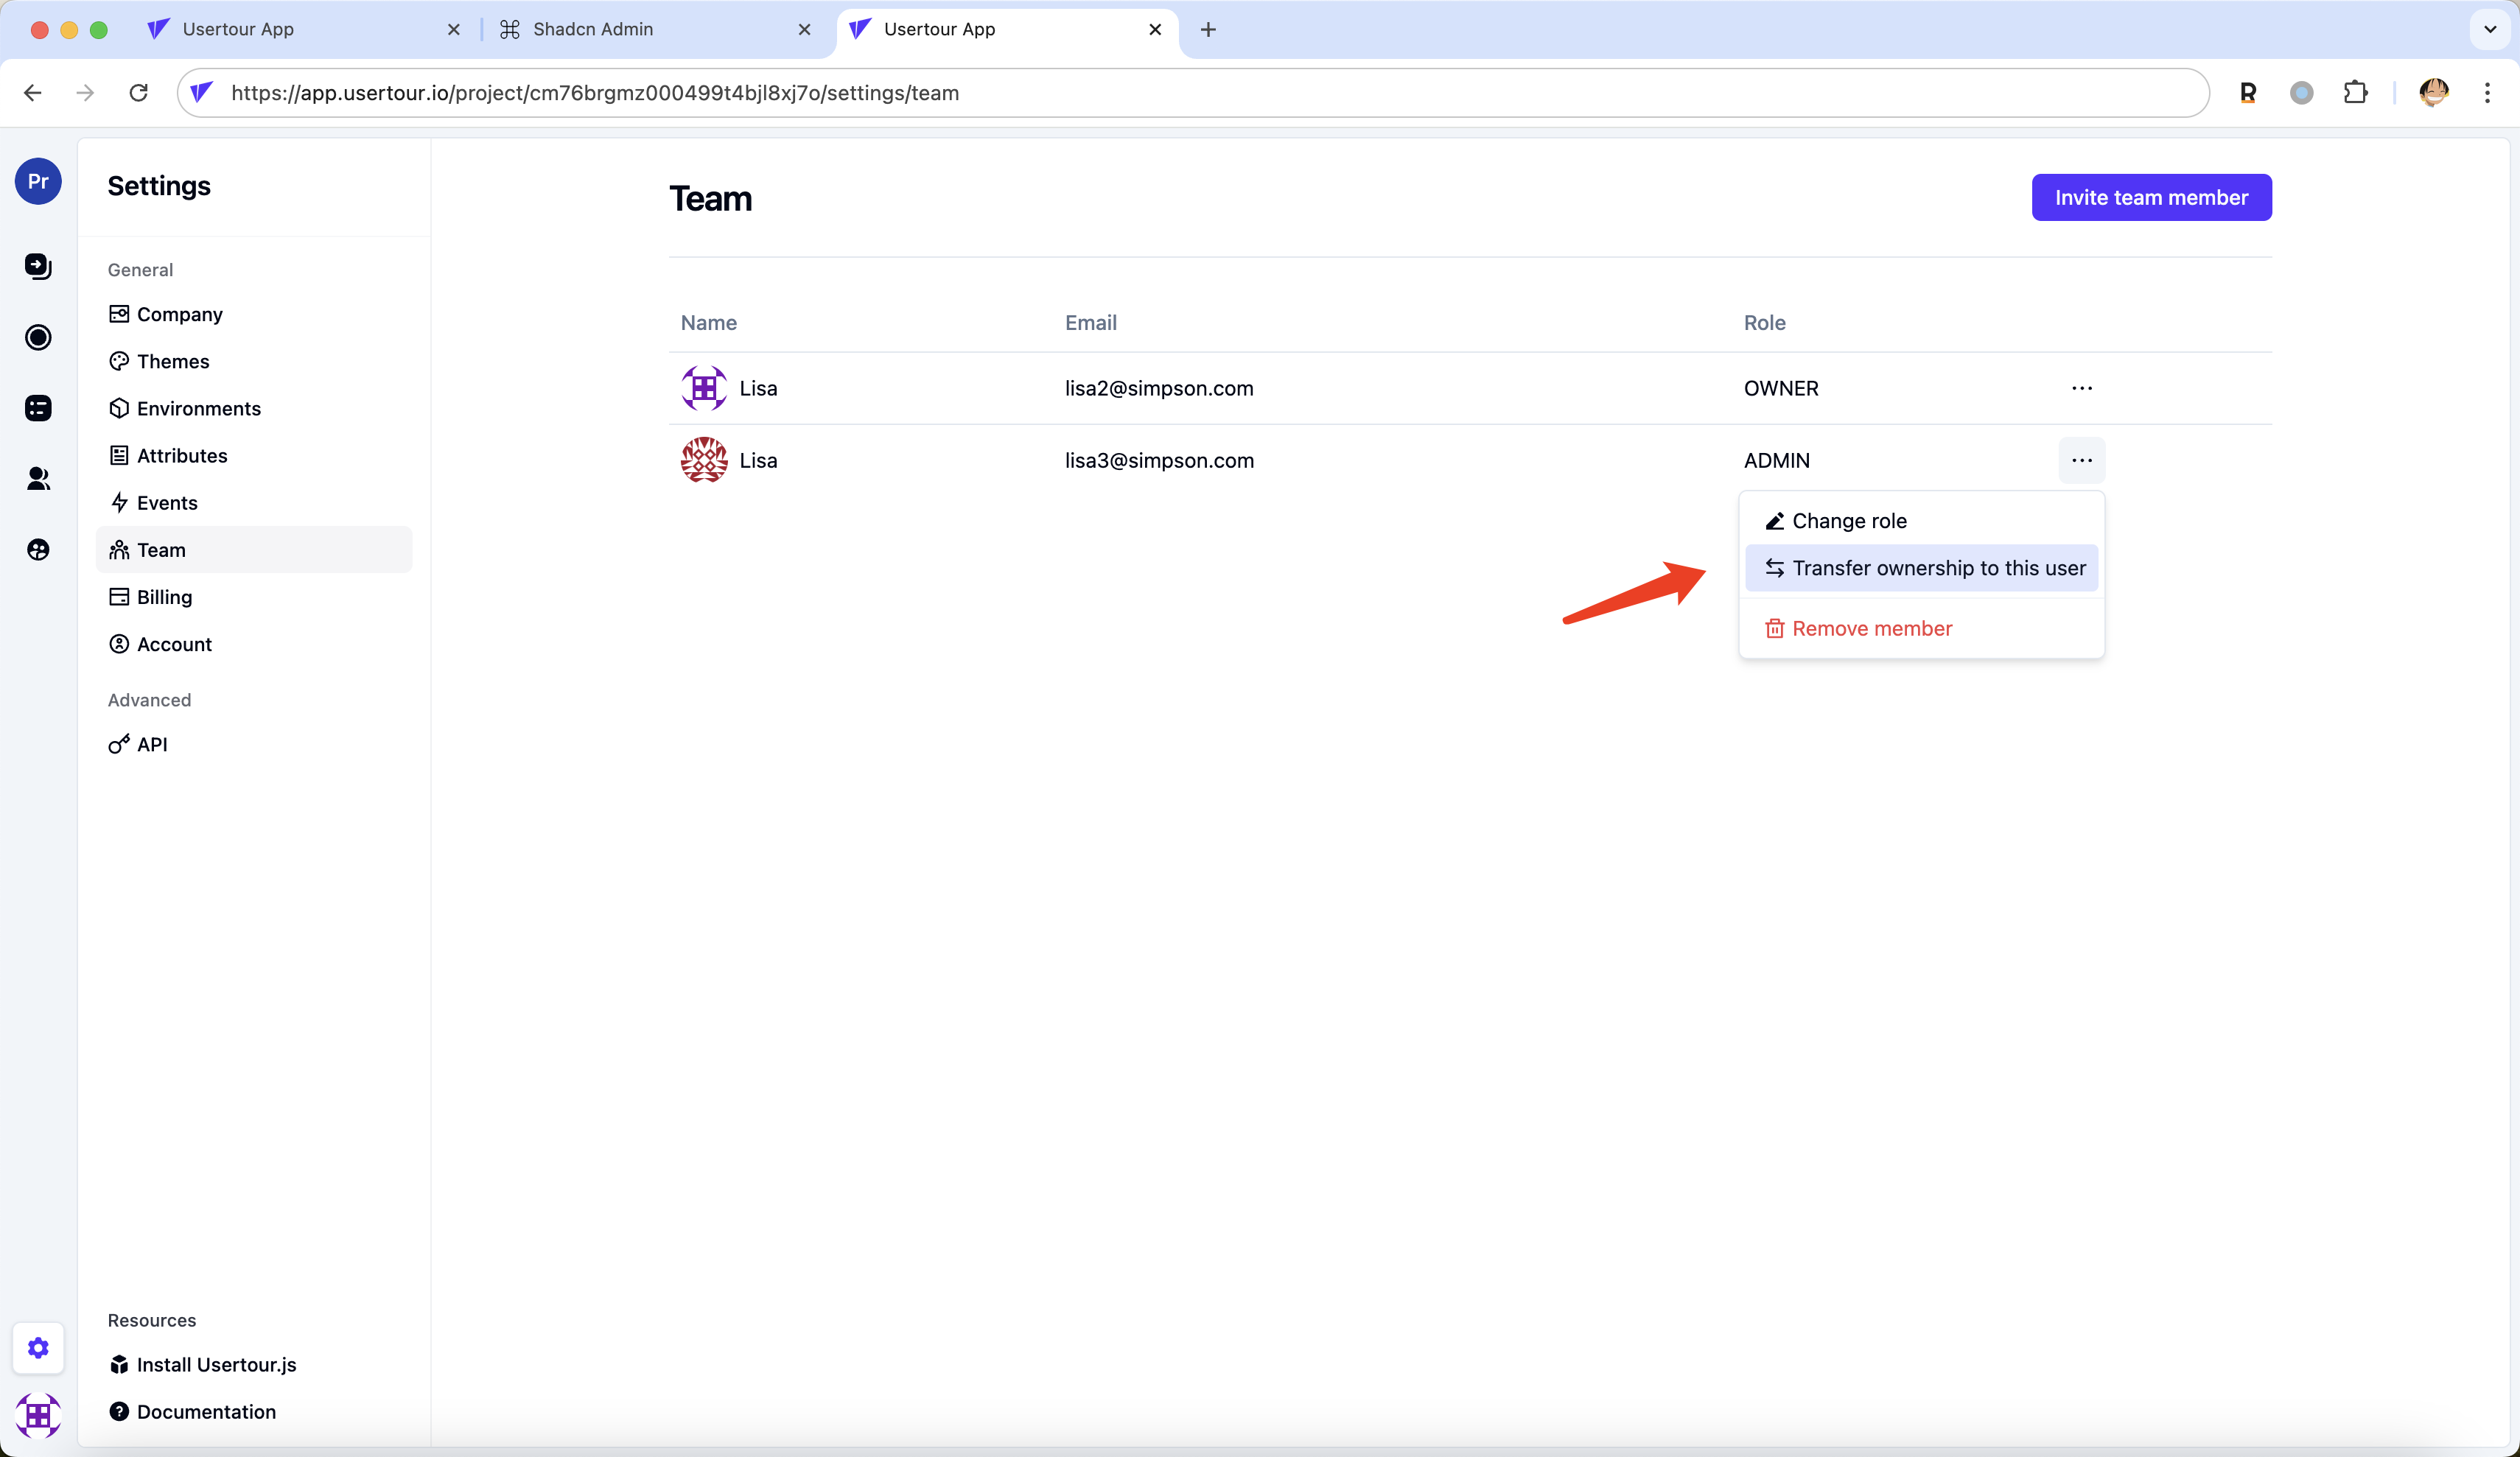 Usertour App
Shadcn Admin
Usertour App
https://app.usertour.io/project/cm76brgmz000499t4bjl8xj7o/settings/team
R
Pr
Settings
General
Company
Themes
Environments
Attributes
Events
Team
Billing
Account
Advanced
API
Resources
Install Usertour.js
Documentation
Team
Invite team member
Name Email Role
Lisa lisa2@simpson.com OWNER
Lisa lisa3@simpson.com ADMIN
Change role
Transfer ownership to this user
Remove member